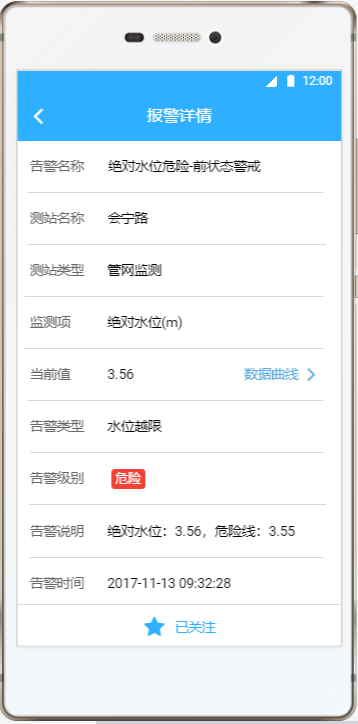 12:00
报警详情
告警名称 绝对水位危险-前状态警戒
测站名称 会宁路
测站类型 管网监测
监测项 绝对水位(m)
当前值 3.56 数据曲线
告警类型 水位越限
告警级别 危险
告警说明 绝对水位：3.56，危险线：3.55
告警时间 2017-11-13 09:32:28
已关注